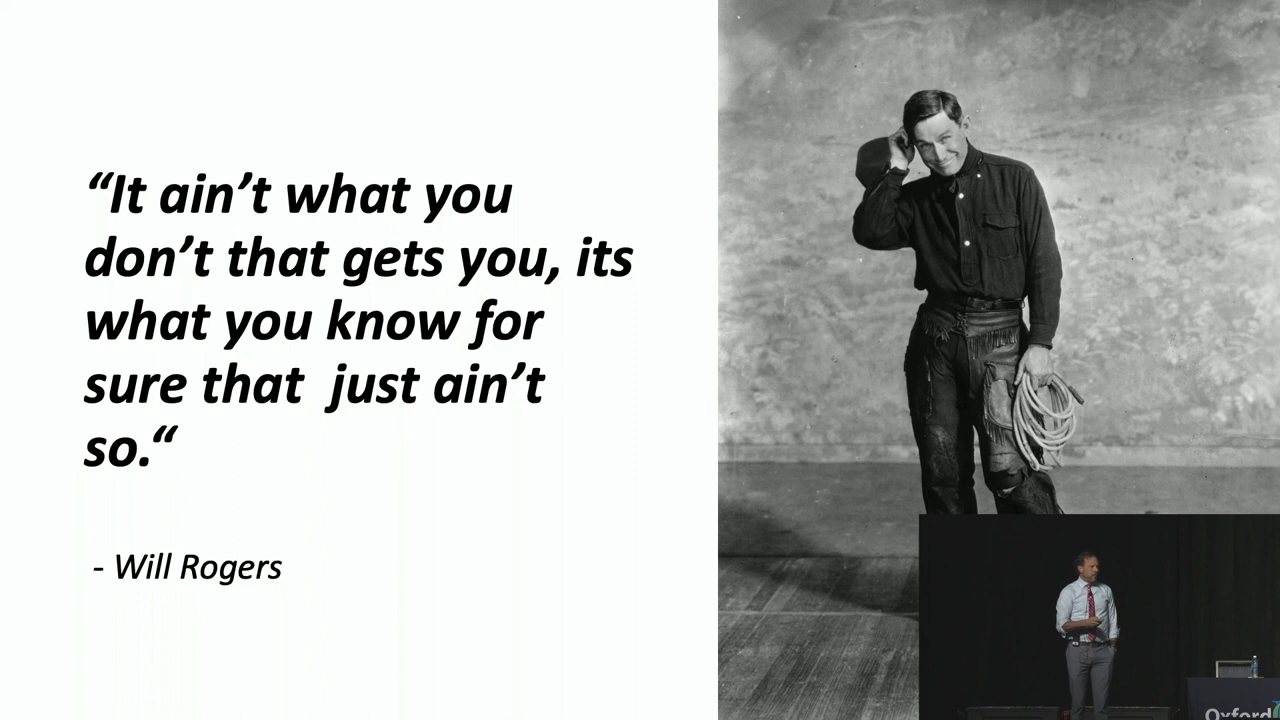 “It ain’t what you
don’t that gets you, its
what you know for
sure that  just ain’t
so.“
- Will Rogers
Oxford